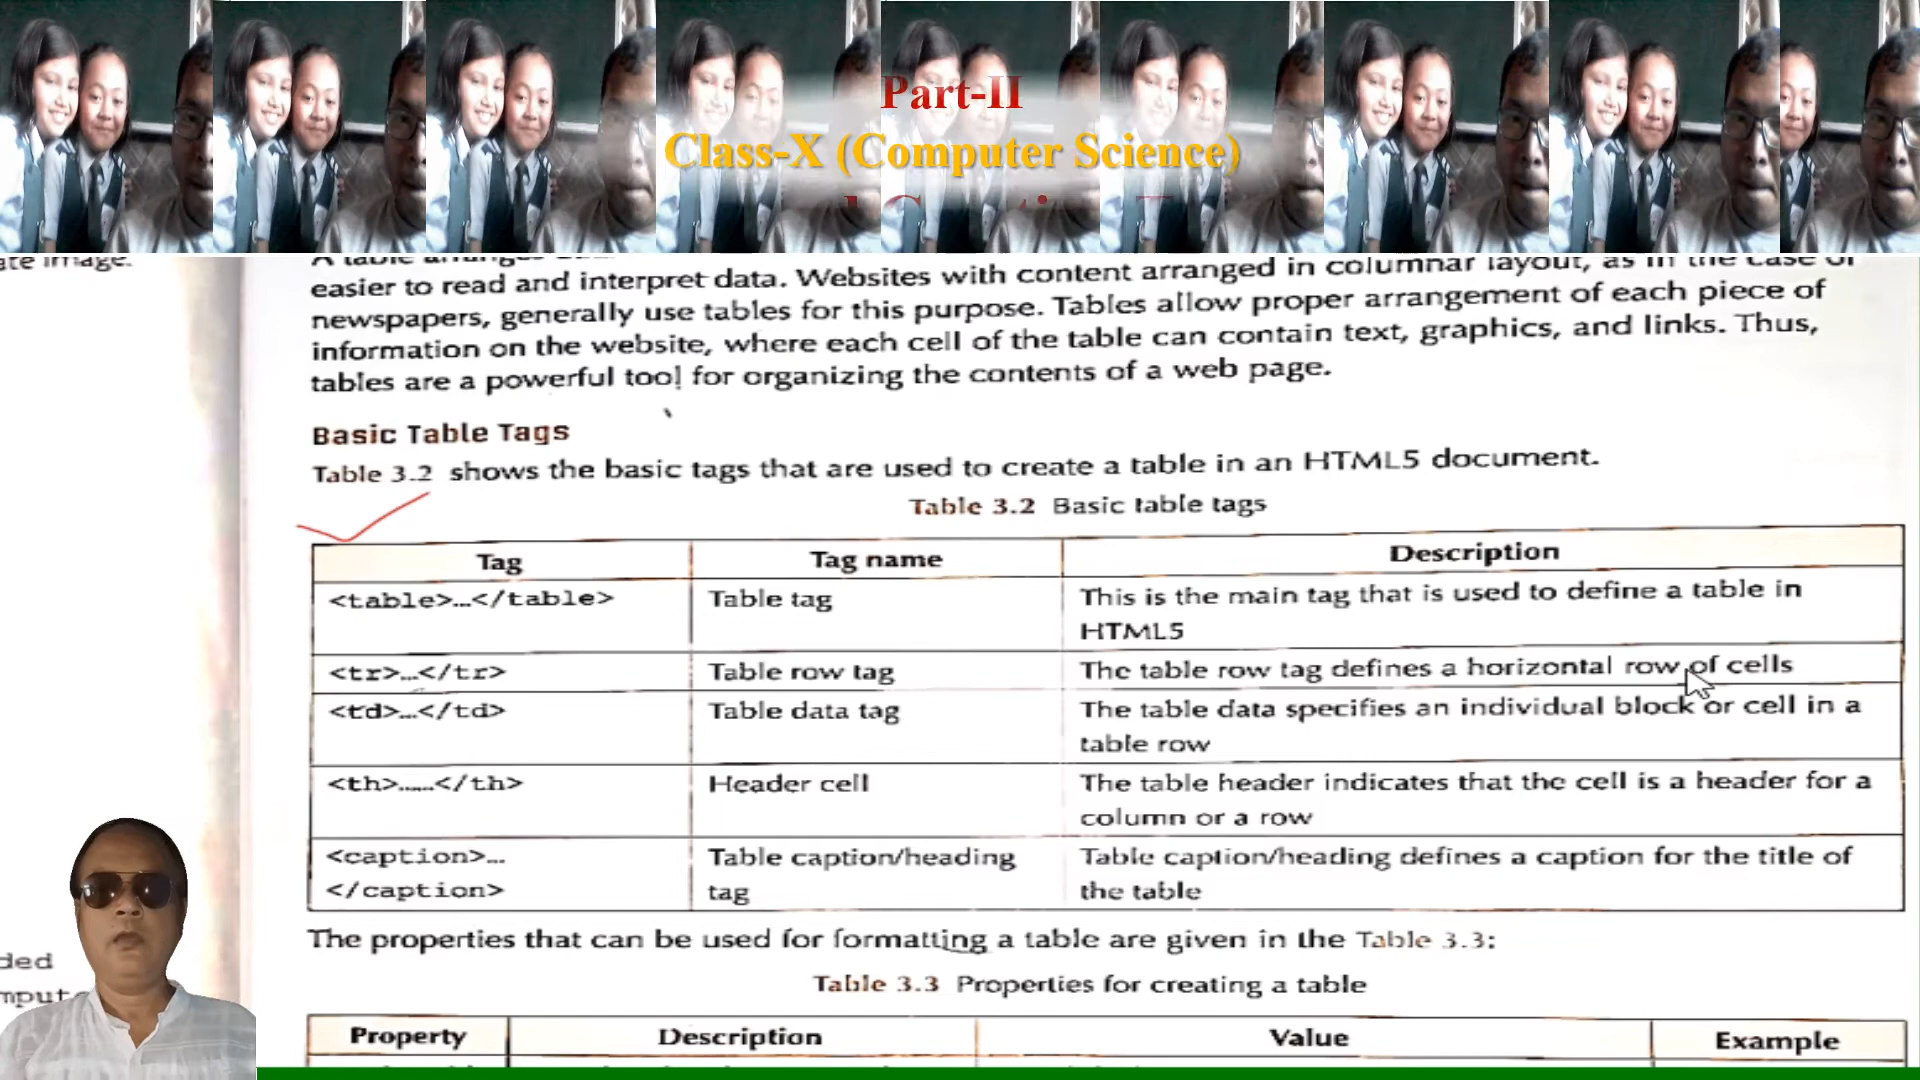 Part-II
Class-X (Computer Science)
ate image.
A table arranges
easier to read and interpret data. Websites with content arranged in columnar layout, as in the case of
newspapers, generally use tables for this purpose. Tables allow proper arrangement of each piece of
information on the website, where each cell of the table can contain text, graphics, and links. Thus,
tables are a powerful tool for organizing the contents of a web page.
Basic Table Tags
Table 3.2 shows the basic tags that are used to create a table in an HTML5 document.
Table 3.2 Basic table tags
Tag Tag name Description
<table>…</table> Table tag This is the main tag that is used to define a table in
HTML5
<tr>…</tr> Table row tag The table row tag defines a horizontal row of cells
<td>…</td> Table data tag The table data specifies an individual block or cell in a
table row
<th>……</th> Header cell The table header indicates that the cell is a header for a
column or a row
<caption>… Table caption/heading Table caption/heading defines a caption for the title of
</caption> tag the table
The properties that can be used for formatting a table are given in the Table 3.3:
ded
Table 3.3 Properties for creating a table
Property Description Value Example